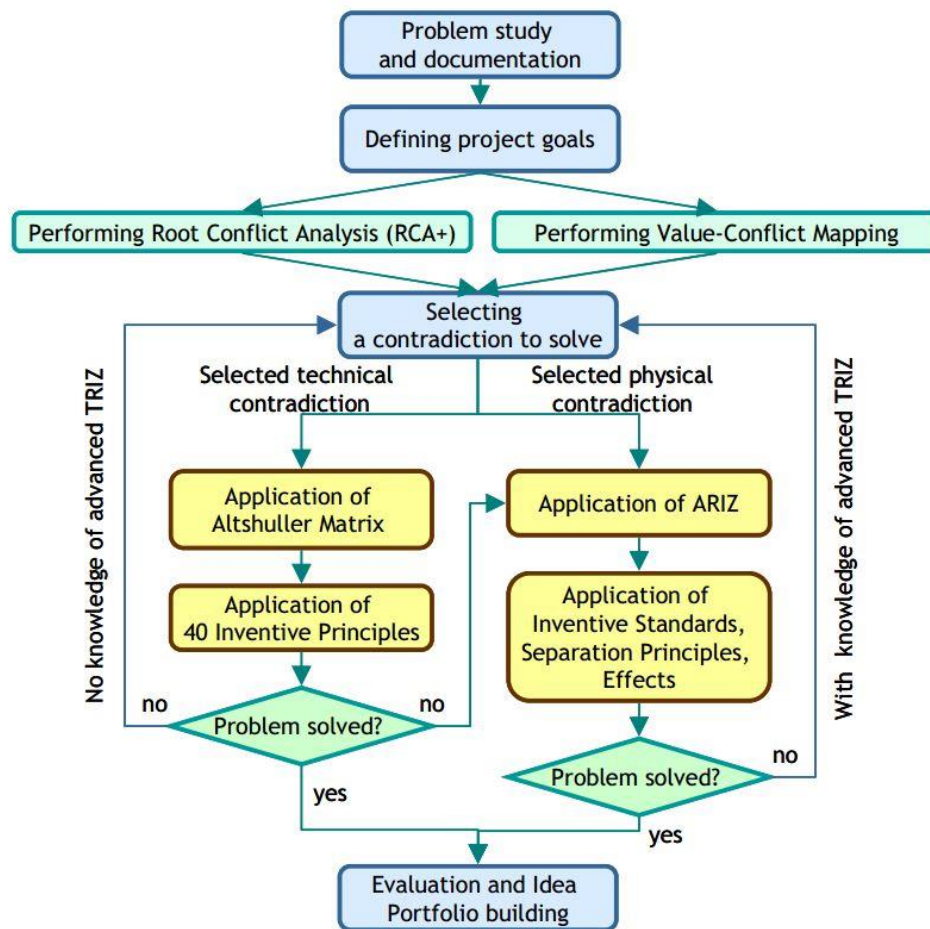 Problem study
and documentation
Defining project goals
Performing Root Conflict Analysis (RCA+)
Performing Value-Conflict Mapping
Selecting
a contradiction to solve
Selected technical
contradiction
Selected physical
contradiction
No knowledge of advanced TRIZ
With knowledge of advanced TRIZ
Application of
Altshuller Matrix
Application of ARIZ
Application of
40 Inventive Principles
Application of
Inventive Standards,
Separation Principles,
Effects
no
Problem solved?
no
Problem solved?
no
yes
yes
Evaluation and Idea
Portfolio building